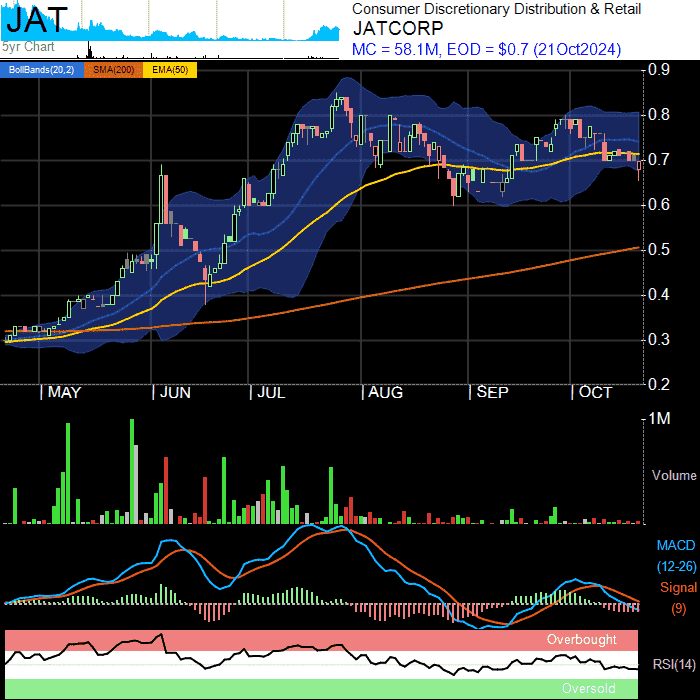 JAT
5yr Chart
Consumer Discretionary Distribution & Retail
JATCORP
MC = 58.1M, EOD = $0.7 (21Oct2024)
BollBands(20,2) SMA(200) EMA(50)
0.9
0.8
0.7
0.6
0.5
0.4
0.3
0.2
MAY JUN JUL AUG SEP OCT
1M
Volume
MACD
(12-26)
Signal
(9)
Overbought
RSI(14)
Oversold